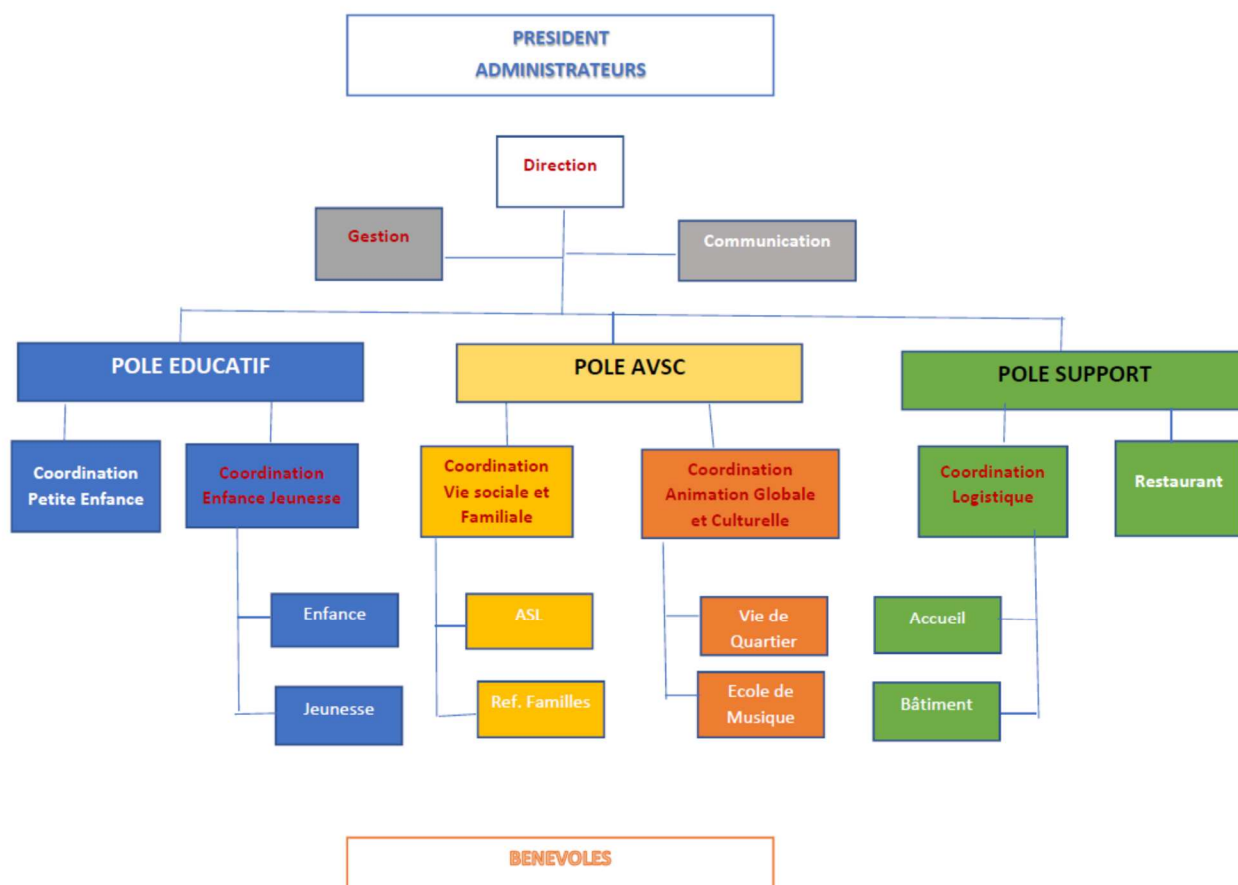 PRESIDENT
ADMINISTRATEURS
Direction
Gestion
Communication
POLE EDUCATIF
POLE AVSC
POLE SUPPORT
Coordination
Petite Enfance
Coordination
Enfance Jeunesse
Coordination
Vie sociale et
Familiale
Coordination
Animation Globale
et Culturelle
Coordination
Logistique
Restaurant
Enfance
ASL
Vie de
Quartier
Accueil
Jeunesse
Ref. Familles
Ecole de
Musique
Bâtiment
BENEVOLES